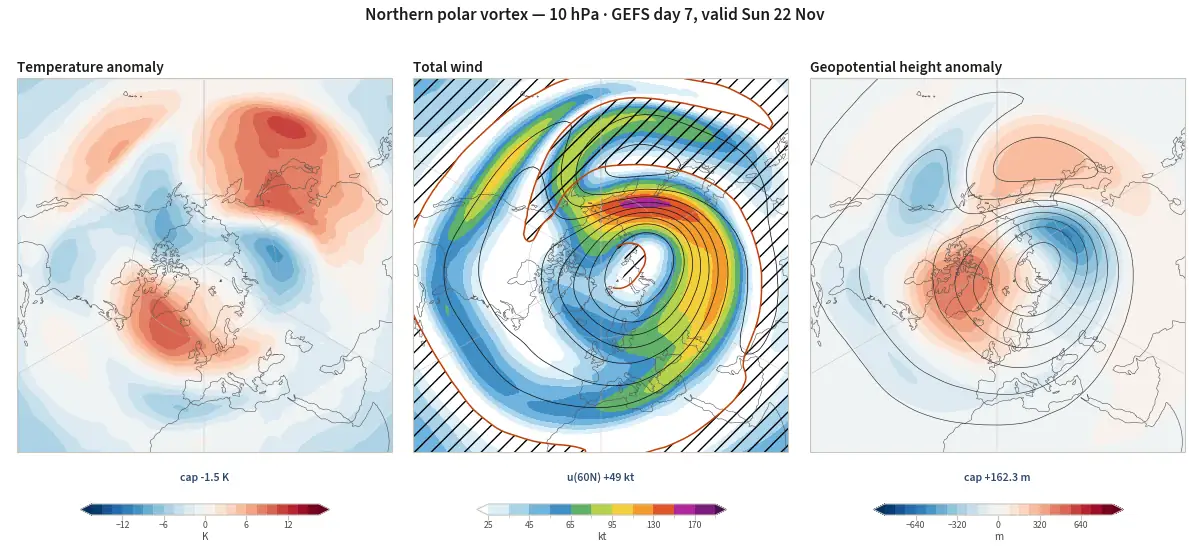 Northern polar vortex — 10 hPa · GEFS day 7, valid Sun 22 Nov
Temperature anomaly
Total wind
Geopotential height anomaly
cap -1.5 K
u(60N) +49 kt
cap +162.3 m
−12 −6 0 6 12
K
25 45 65 95 130 170
kt
−640 −320 0 320 640
m